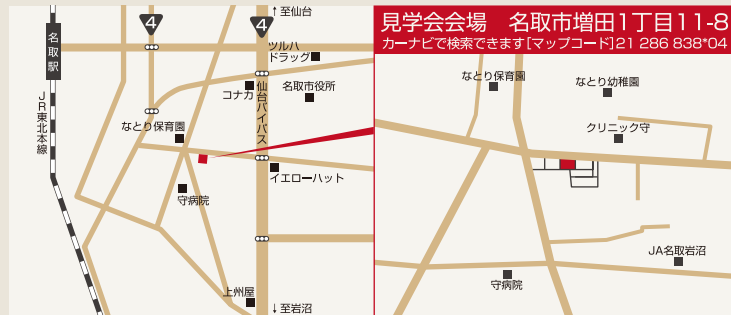 見学会会場　名取市増田1丁目11-8
カーナビで検索できます[マップコード]21 286 838*04
4
4
↑至仙台
名取駅
JR東北本線
ツルハ
ドラッグ
コナカ
仙台バイパス
名取市役所
なとり保育園
イエローハット
守病院
上州屋
↓至岩沼
なとり保育園
なとり幼稚園
クリニック守
JA名取岩沼
守病院